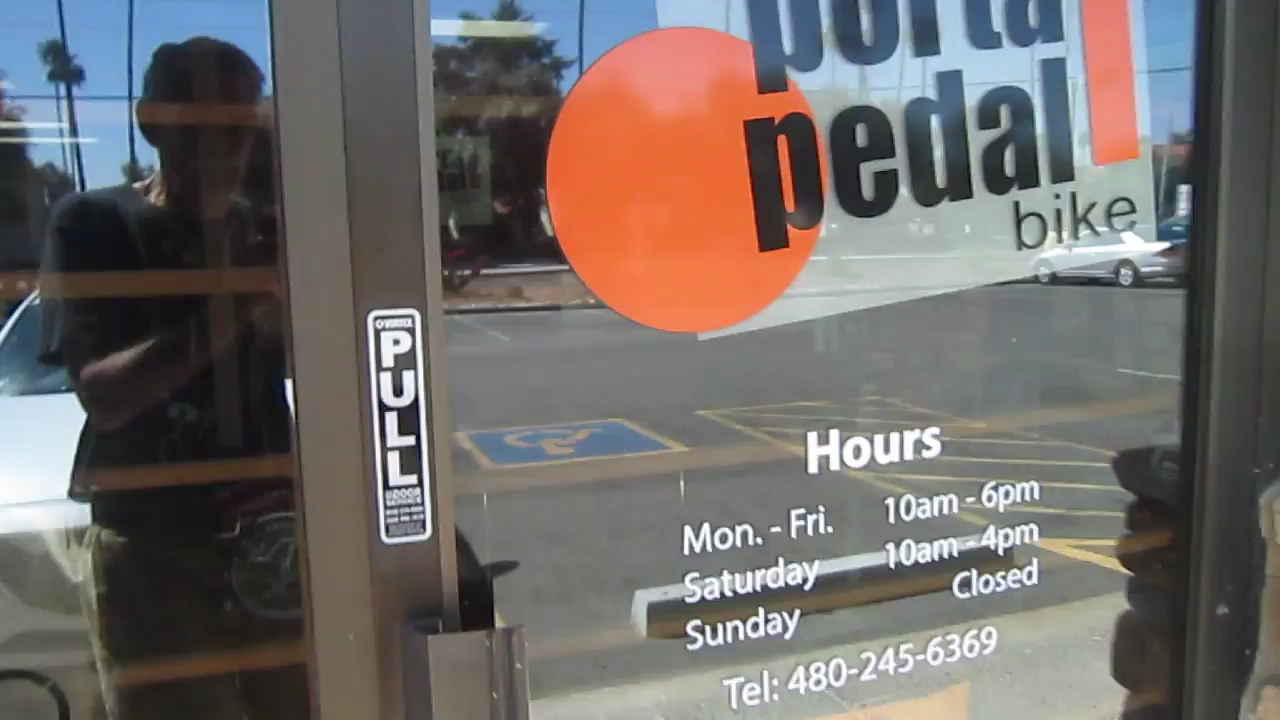 porta
pedal
bike
PULL
Hours
Mon. - Fri. 10am - 6pm
Saturday 10am - 4pm
Sunday Closed
Tel: 480-245-6369